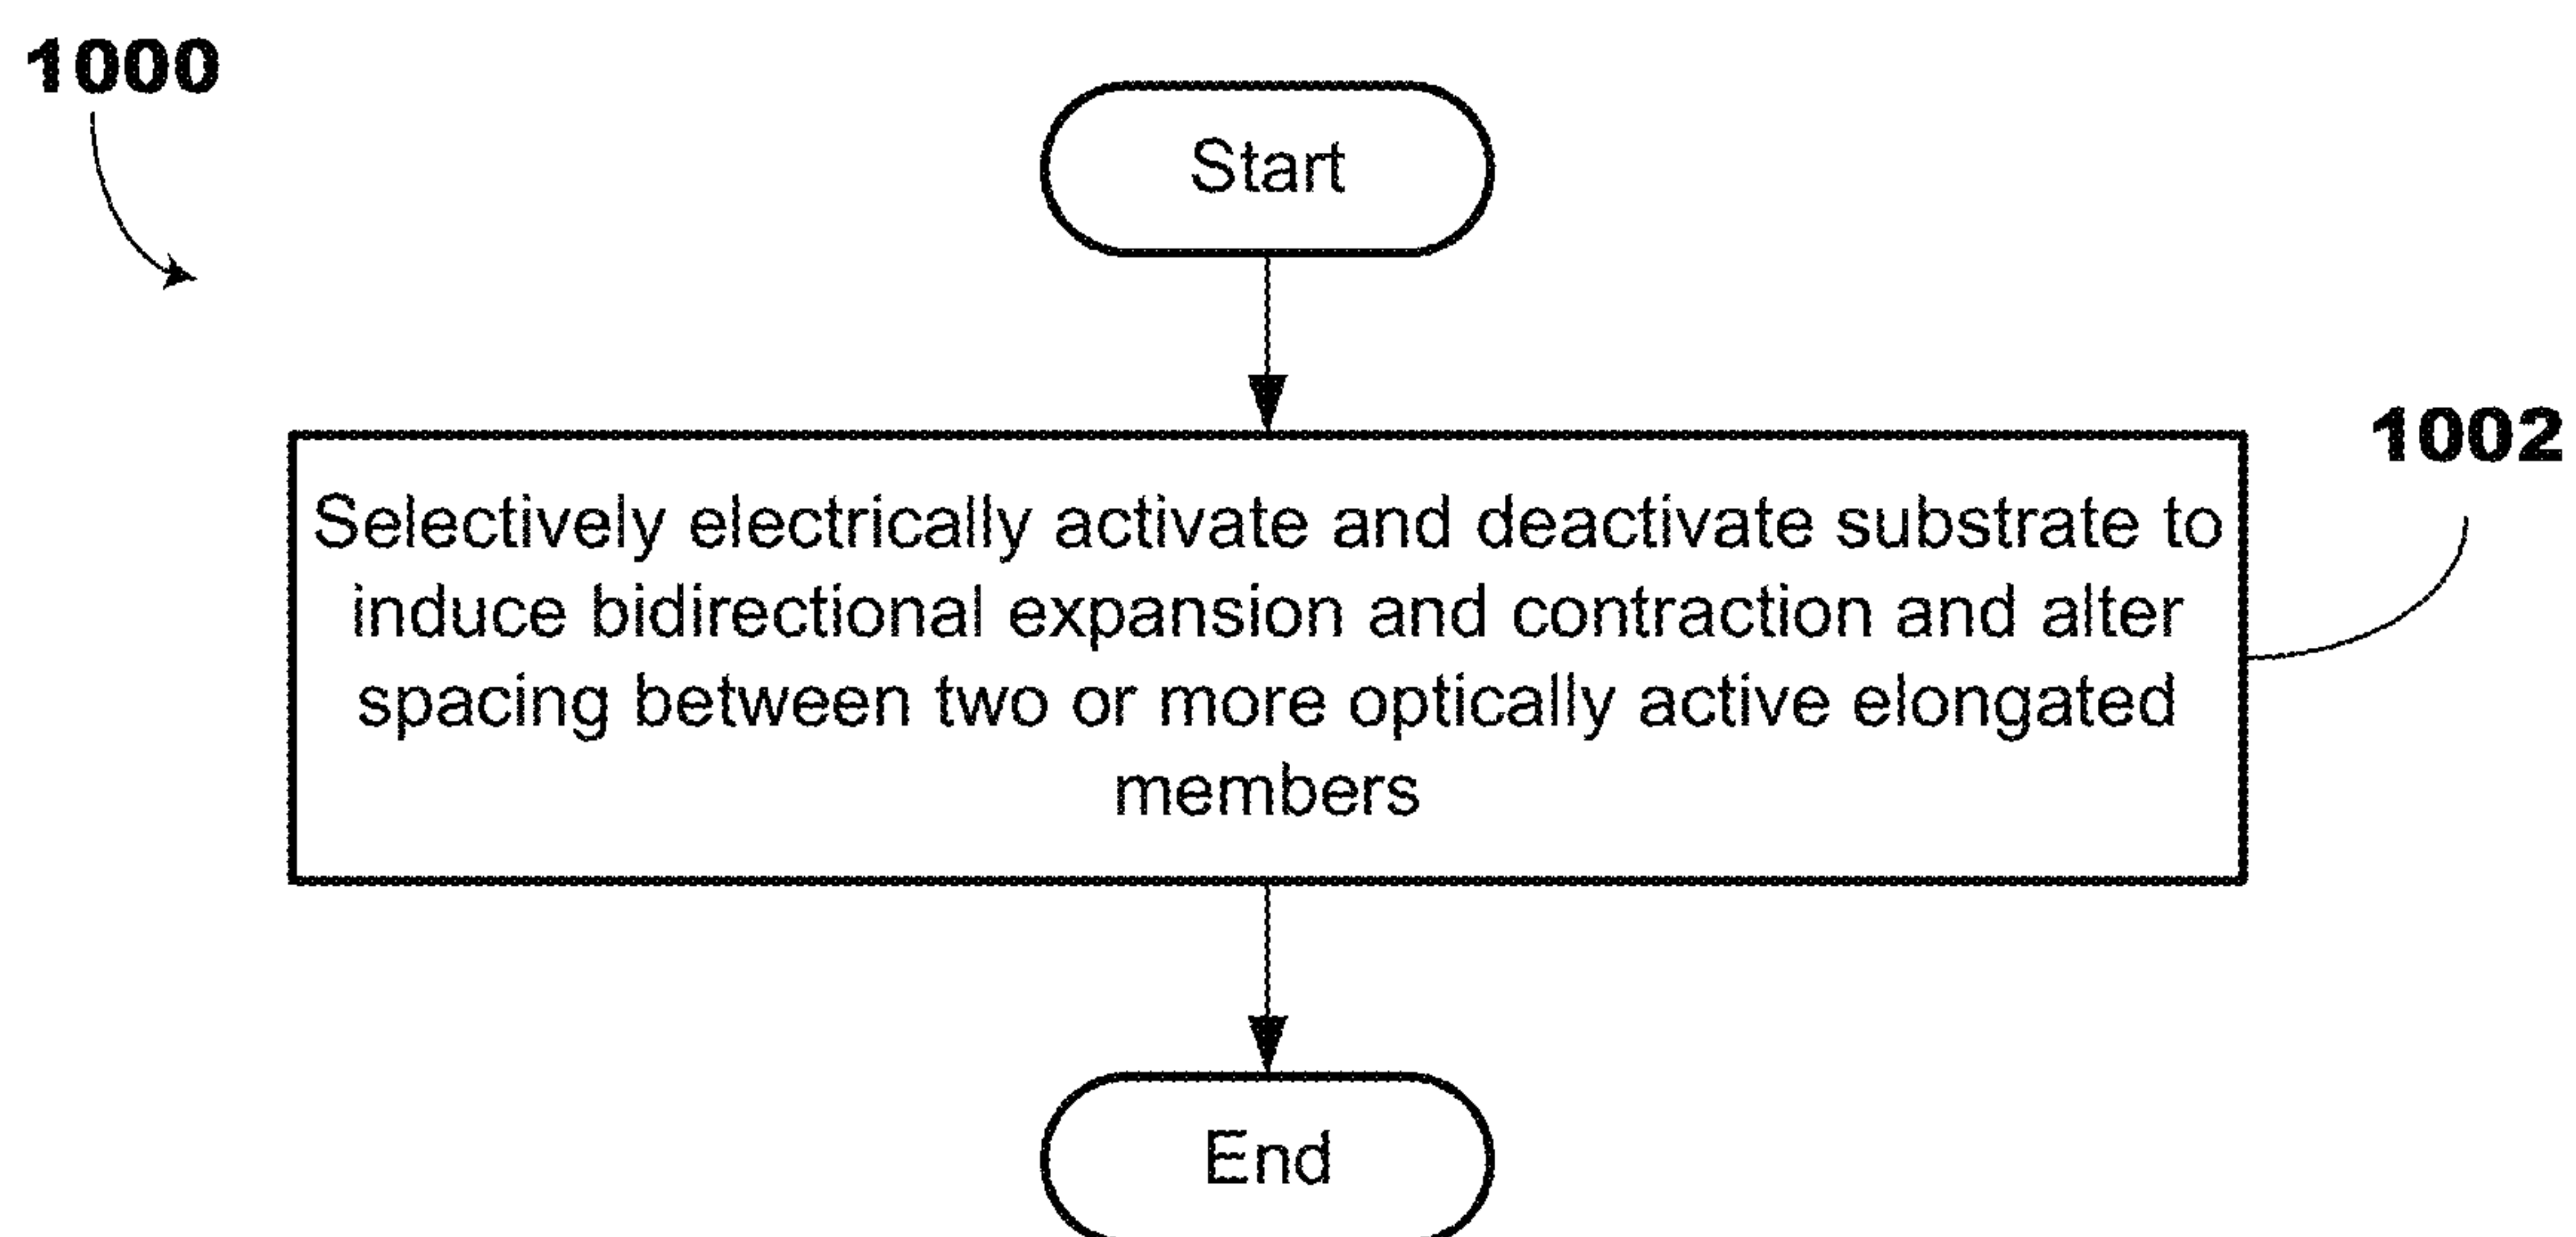 1000
Start
1002
Selectively electrically activate and deactivate substrate to
induce bidirectional expansion and contraction and alter
spacing between two or more optically active elongated
members
End